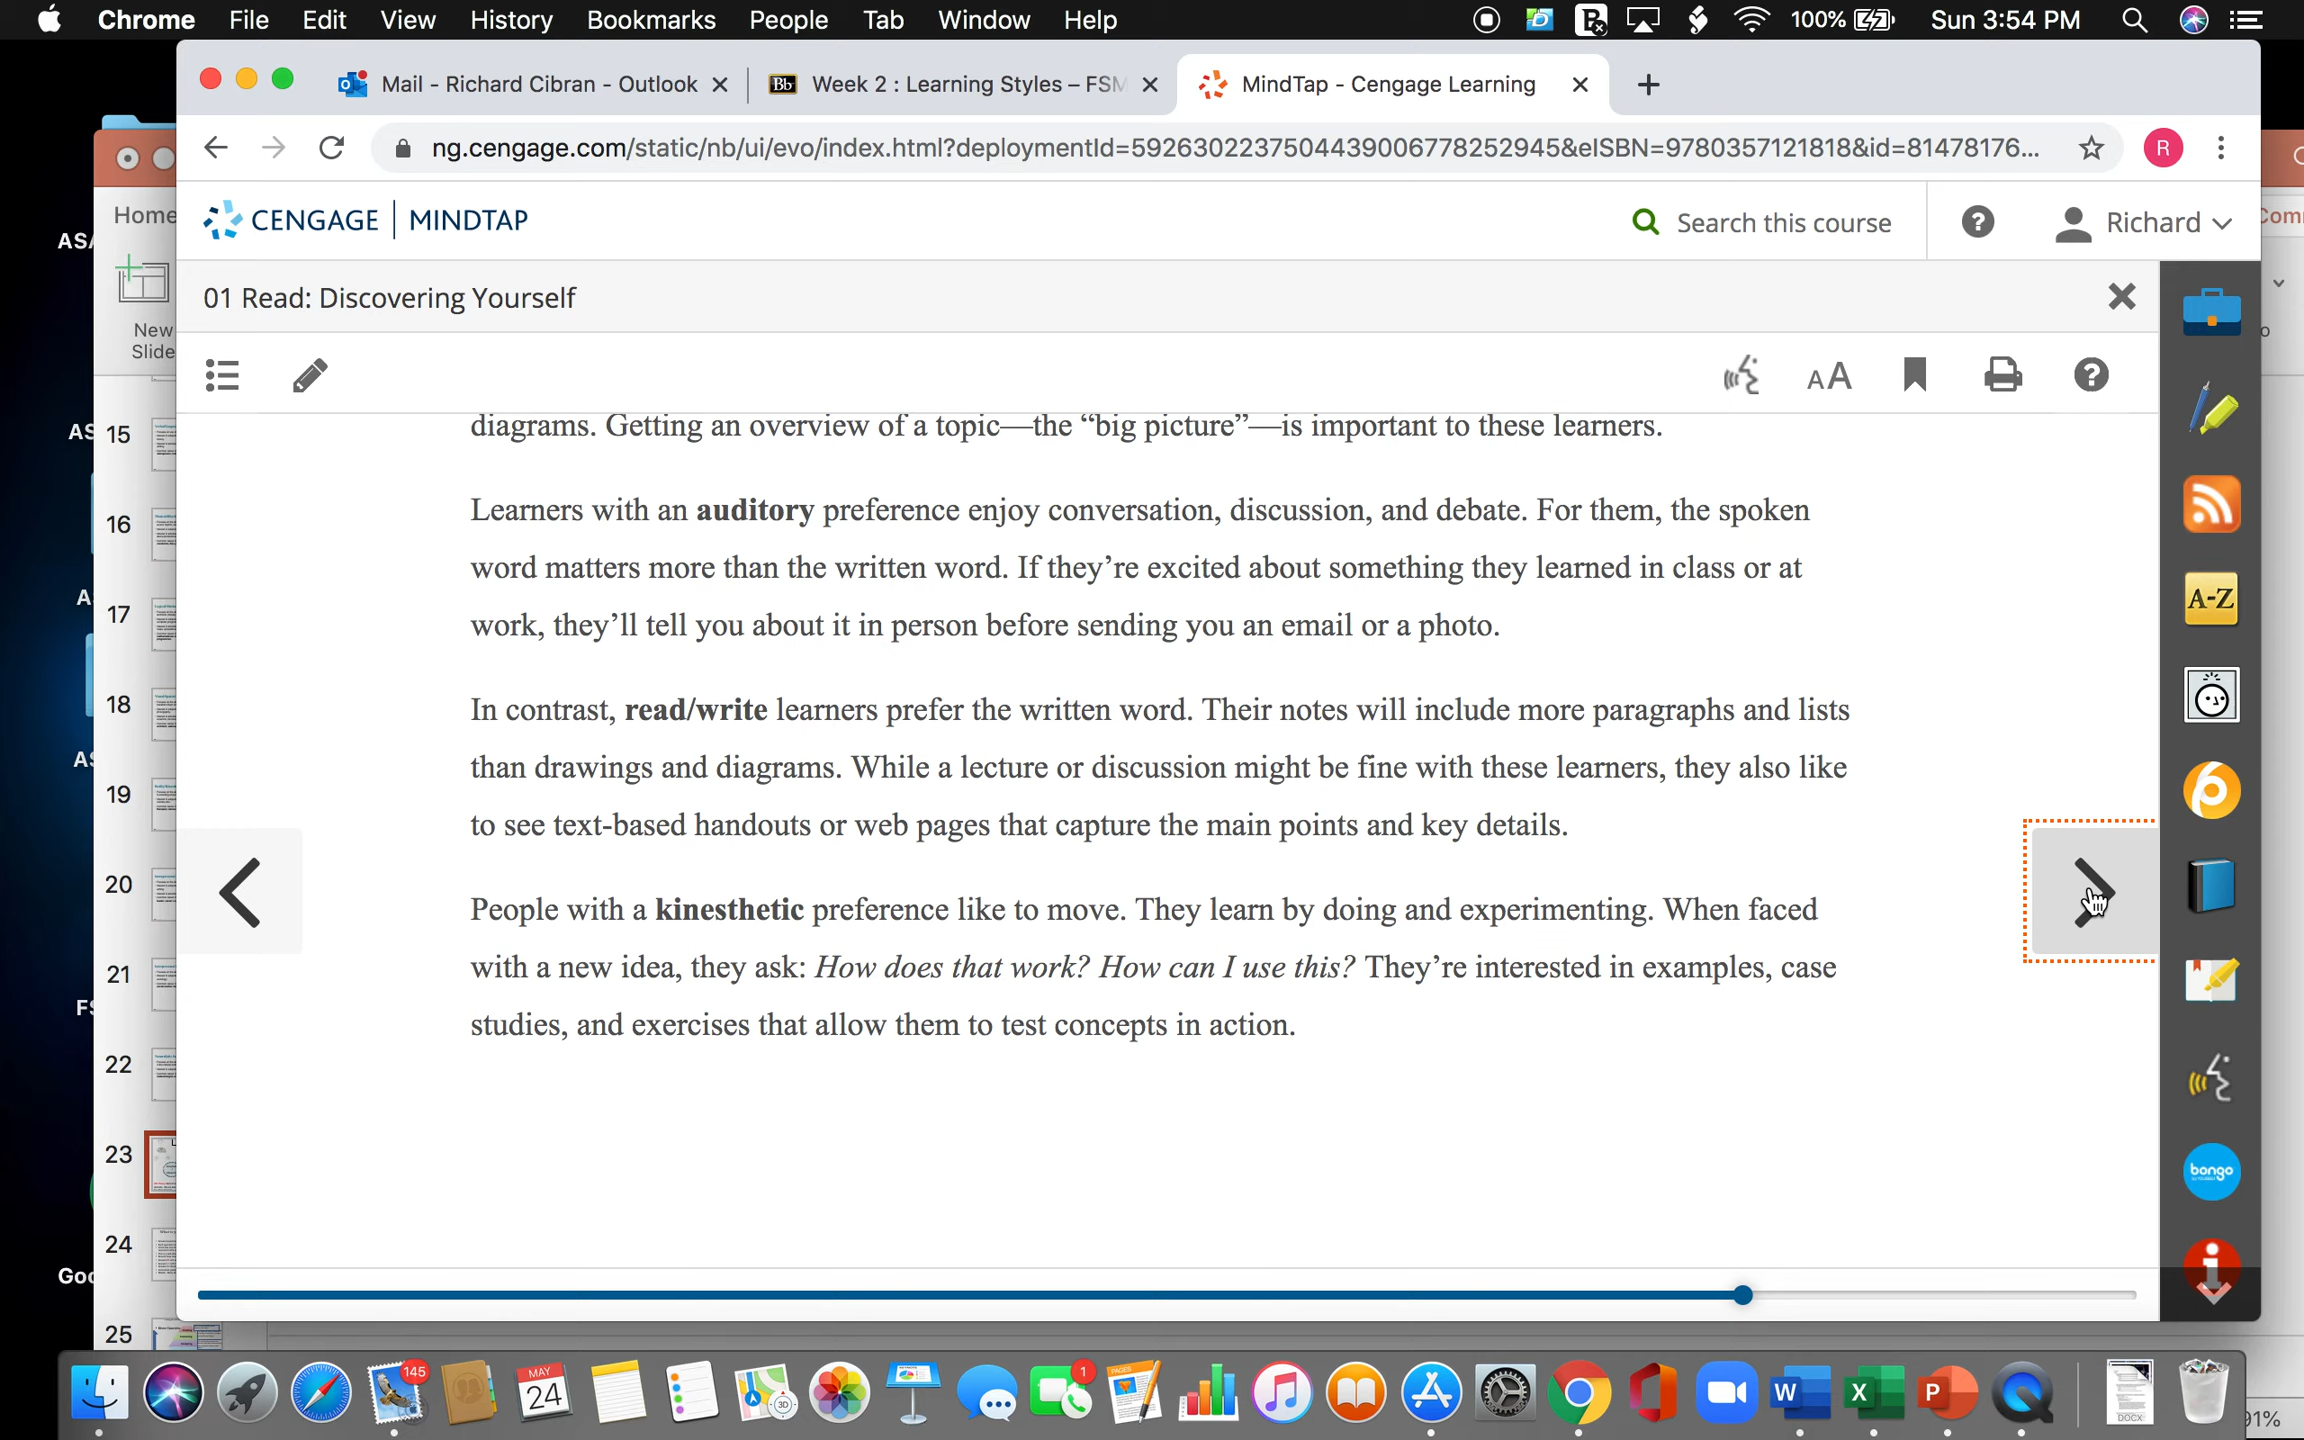 Chrome File Edit View History Bookmarks People Tab Window Help 100% Sun 3:54 PM
Mail - Richard Cibran - Outlook Bb Week 2 : Learning Styles – FSM MindTap - Cengage Learning
ng.cengage.com/static/nb/ui/evo/index.html?deploymentId=5926302237504439006778252945&eISBN=9780357121818&id=81478176... R
Home
CENGAGE MINDTAP Search this course Richard
New
Slide
01 Read: Discovering Yourself
AA
diagrams. Getting an overview of a topic—the “big picture”—is important to these learners.
Learners with an auditory preference enjoy conversation, discussion, and debate. For them, the spoken
word matters more than the written word. If they’re excited about something they learned in class or at
work, they’ll tell you about it in person before sending you an email or a photo.
In contrast, read/write learners prefer the written word. Their notes will include more paragraphs and lists
than drawings and diagrams. While a lecture or discussion might be fine with these learners, they also like
to see text-based handouts or web pages that capture the main points and key details.
People with a kinesthetic preference like to move. They learn by doing and experimenting. When faced
with a new idea, they ask: How does that work? How can I use this? They’re interested in examples, case
studies, and exercises that allow them to test concepts in action.
15
16
17
18
19
20
21
22
23
24
25
A-Z
bongo
145
MAY
24
3D
1
PAGES
W
X
P
DOCX
91%